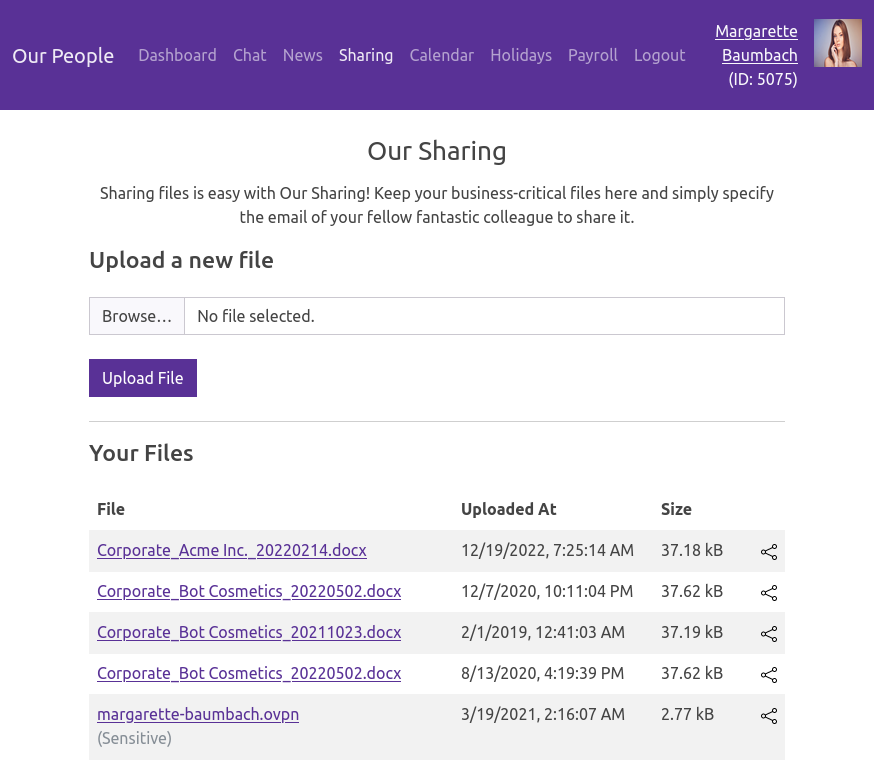 Our People Dashboard Chat News Sharing Calendar Holidays Payroll Logout
Margarette
Baumbach
(ID: 5075)
Our Sharing
Sharing files is easy with Our Sharing! Keep your business-critical files here and simply specify
the email of your fellow fantastic colleague to share it.
Upload a new file
Browse... No file selected.
Upload File
Your Files
File Uploaded At Size
Corporate_Acme Inc._20220214.docx 12/19/2022, 7:25:14 AM 37.18 kB
Corporate_Bot Cosmetics_20220502.docx 12/7/2020, 10:11:04 PM 37.62 kB
Corporate_Bot Cosmetics_20211023.docx 2/1/2019, 12:41:03 AM 37.19 kB
Corporate_Bot Cosmetics_20220502.docx 8/13/2020, 4:19:39 PM 37.62 kB
margarette-baumbach.ovpn 3/19/2021, 2:16:07 AM 2.77 kB
(Sensitive)